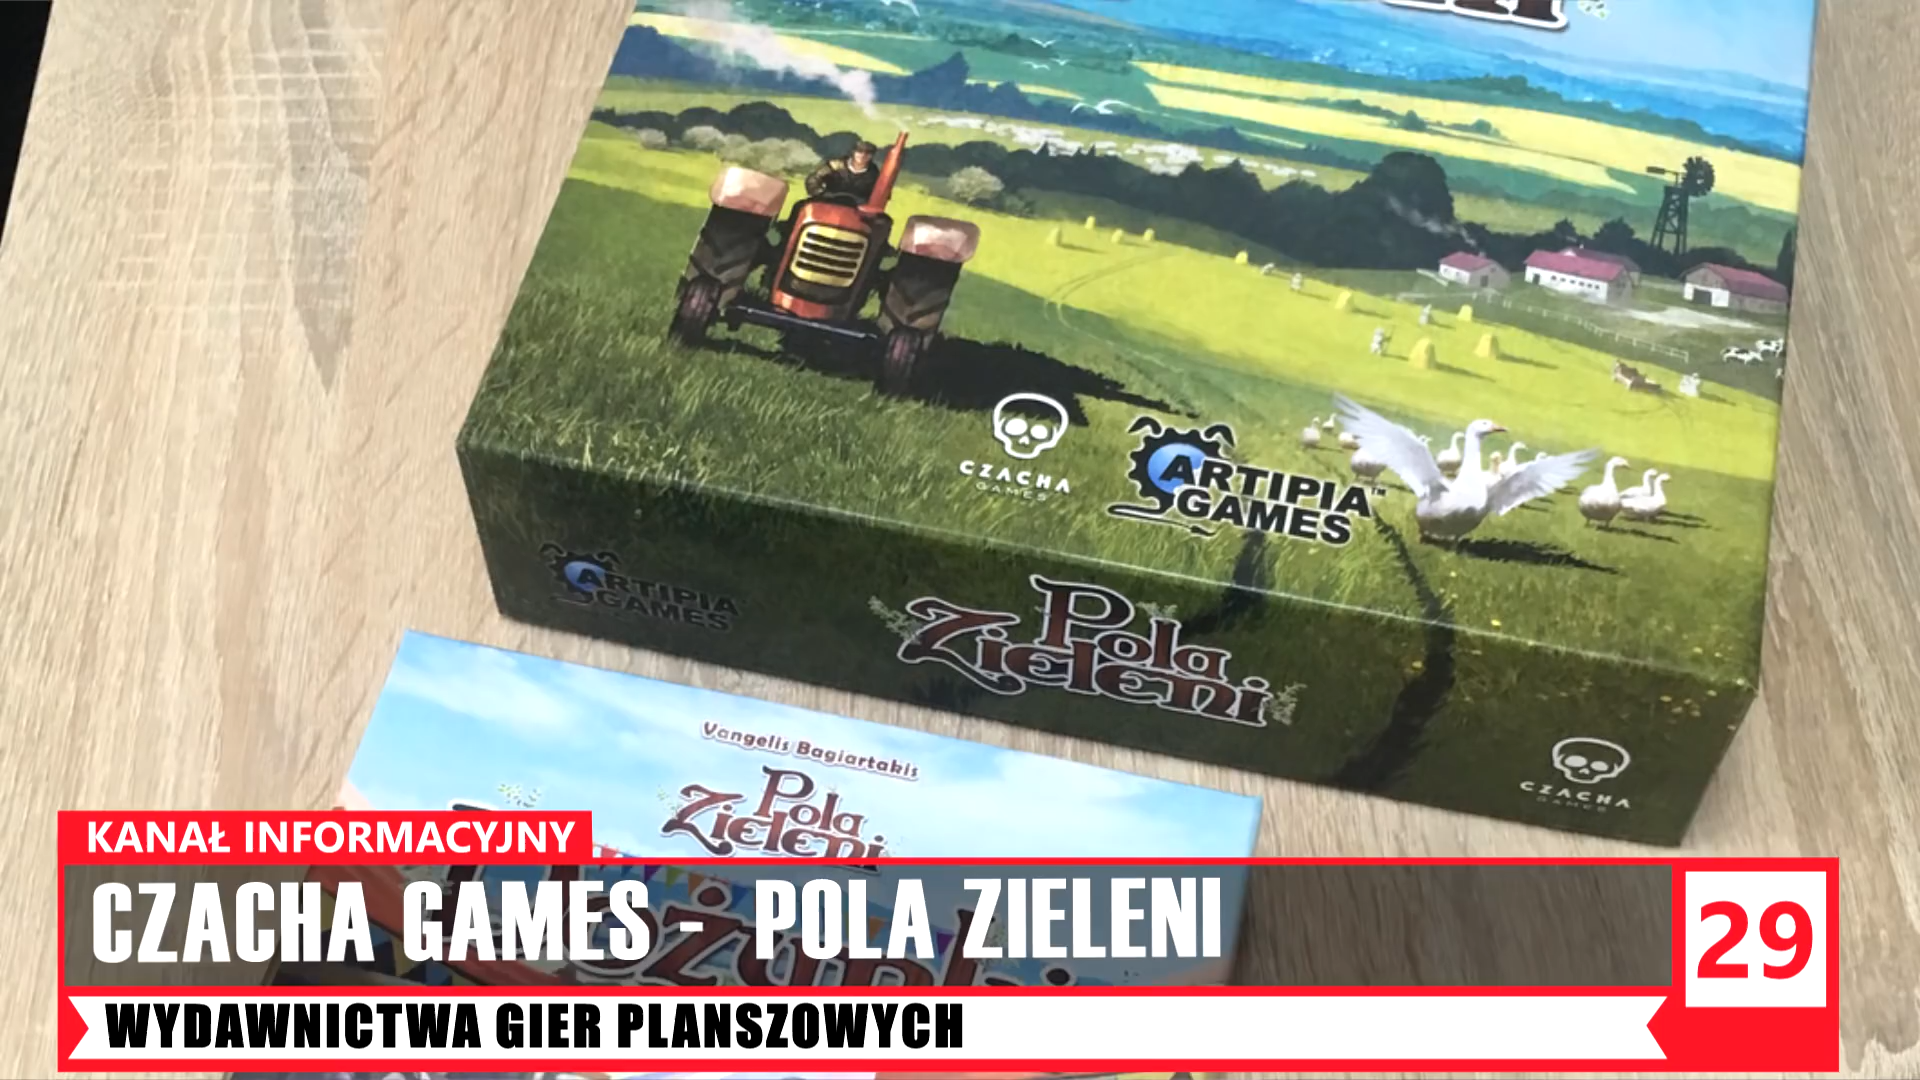 CZACHA
GAMES
ARTIPIA™
GAMES
ARTIPIA
GAMES
Pola
Zieleni
CZACHA
GAMES
Vangelis Bagiartakis
Pola
Zieleni
KANAŁ INFORMACYJNY
CZACHA GAMES - POLA ZIELENI
29
WYDAWNICTWA GIER PLANSZOWYCH